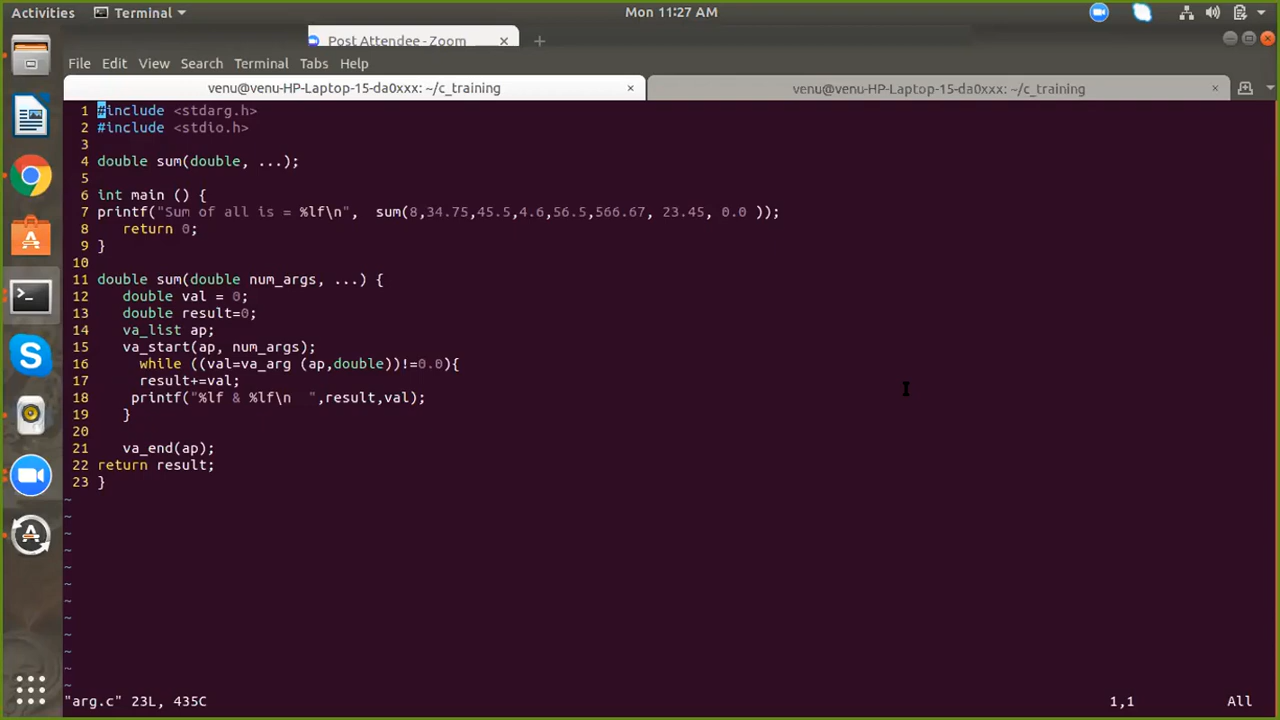 Activities Terminal Mon 11:27 AM
Post Attendee - Zoom
File Edit View Search Terminal Tabs Help
venu@venu-HP-Laptop-15-da0xxx: ~/c_training venu@venu-HP-Laptop-15-da0xxx: ~/c_training
1 #include <stdarg.h>
2 #include <stdio.h>
3
4 double sum(double, ...);
5
6 int main () {
7 printf("Sum of all is = %lf\n",  sum(8,34.75,45.5,4.6,56.5,566.67, 23.45, 0.0 ));
8    return 0;
9 }
10
11 double sum(double num_args, ...) {
12    double val = 0;
13    double result=0;
14    va_list ap;
15    va_start(ap, num_args);
16      while ((val=va_arg (ap,double))!=0.0){
17      result+=val;
18     printf("%lf & %lf\n  ",result,val);
19    }
20
21    va_end(ap);
22 return result;
23 }
~
~
~
~
~
~
~
~
~
~
~
~
"arg.c" 23L, 435C 1,1 All